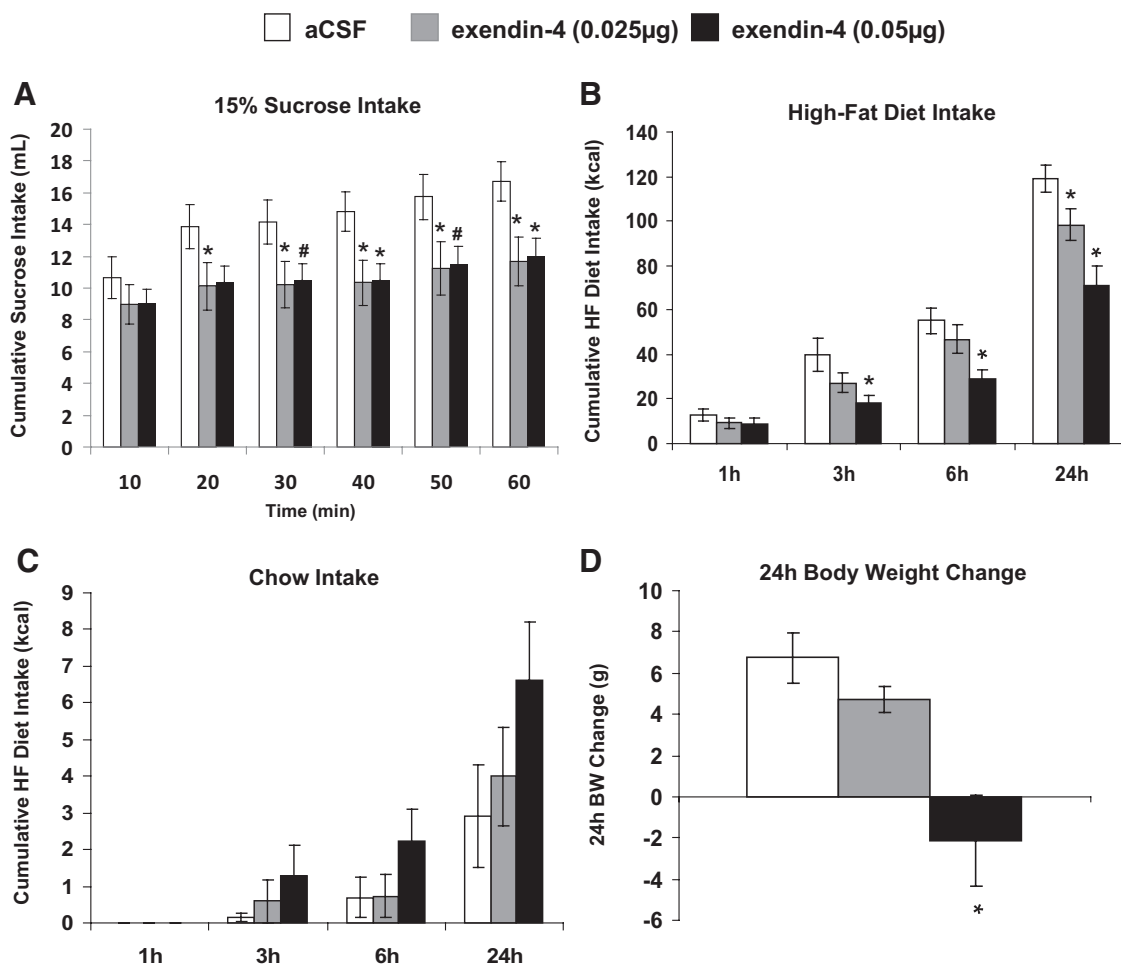 aCSF exendin-4 (0.025µg) exendin-4 (0.05µg)
A
15% Sucrose Intake
Cumulative Sucrose Intake (mL)
20
18
16
14
12
10
8
6
4
2
0
* * # * * * # * *
10 20 30 40 50 60
Time (min)
B
High-Fat Diet Intake
Cumulative HF Diet Intake (kcal)
140
120
100
80
60
40
20
0
* * * *
1h 3h 6h 24h
C
Chow Intake
Cumulative HF Diet Intake (kcal)
9
8
7
6
5
4
3
2
1
0
1h 3h 6h 24h
D
24h Body Weight Change
24h BW Change (g)
10
8
6
4
2
0
-2
-4
-6
*